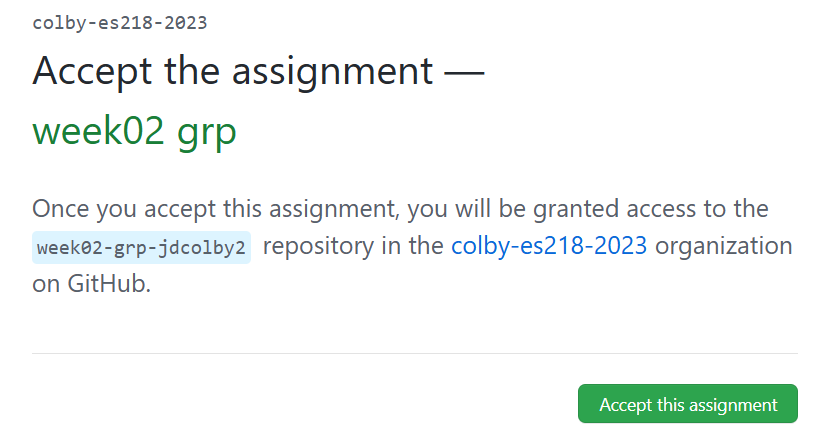 colby-es218-2023
Accept the assignment —
week02 grp
Once you accept this assignment, you will be granted access to the
week02-grp-jdcolby2 repository in the colby-es218-2023 organization
on GitHub.
Accept this assignment